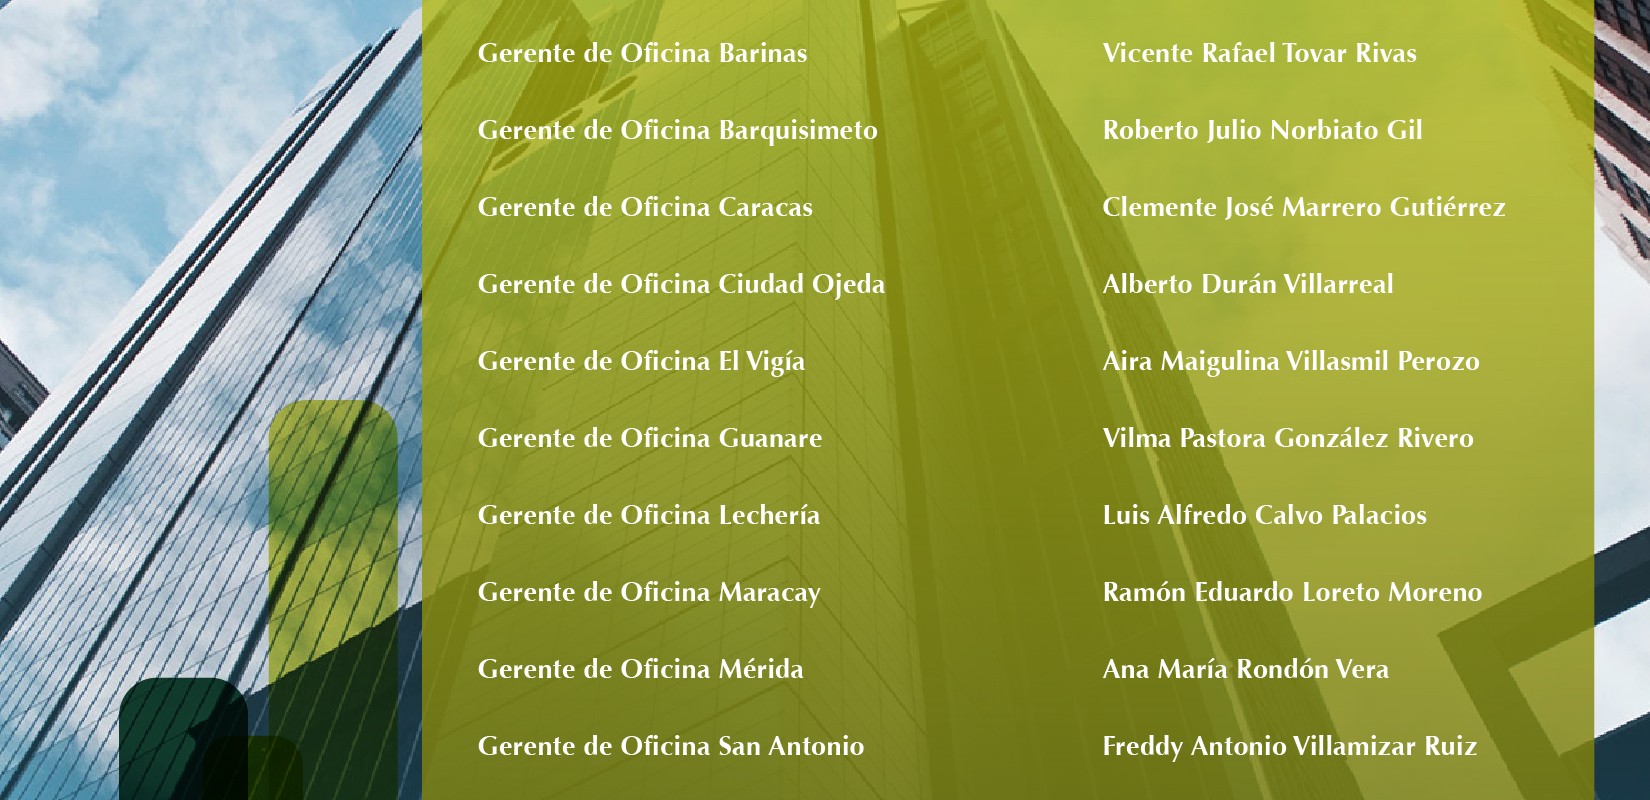 Gerente de Oficina Barinas Vicente Rafael Tovar Rivas
Gerente de Oficina Barquisimeto Roberto Julio Norbiato Gil
Gerente de Oficina Caracas Clemente José Marrero Gutiérrez
Gerente de Oficina Ciudad Ojeda Alberto Durán Villarreal
Gerente de Oficina El Vigía Aira Maigulina Villasmil Perozo
Gerente de Oficina Guanare Vilma Pastora González Rivero
Gerente de Oficina Lechería Luis Alfredo Calvo Palacios
Gerente de Oficina Maracay Ramón Eduardo Loreto Moreno
Gerente de Oficina Mérida Ana María Rondón Vera
Gerente de Oficina San Antonio Freddy Antonio Villamizar Ruiz